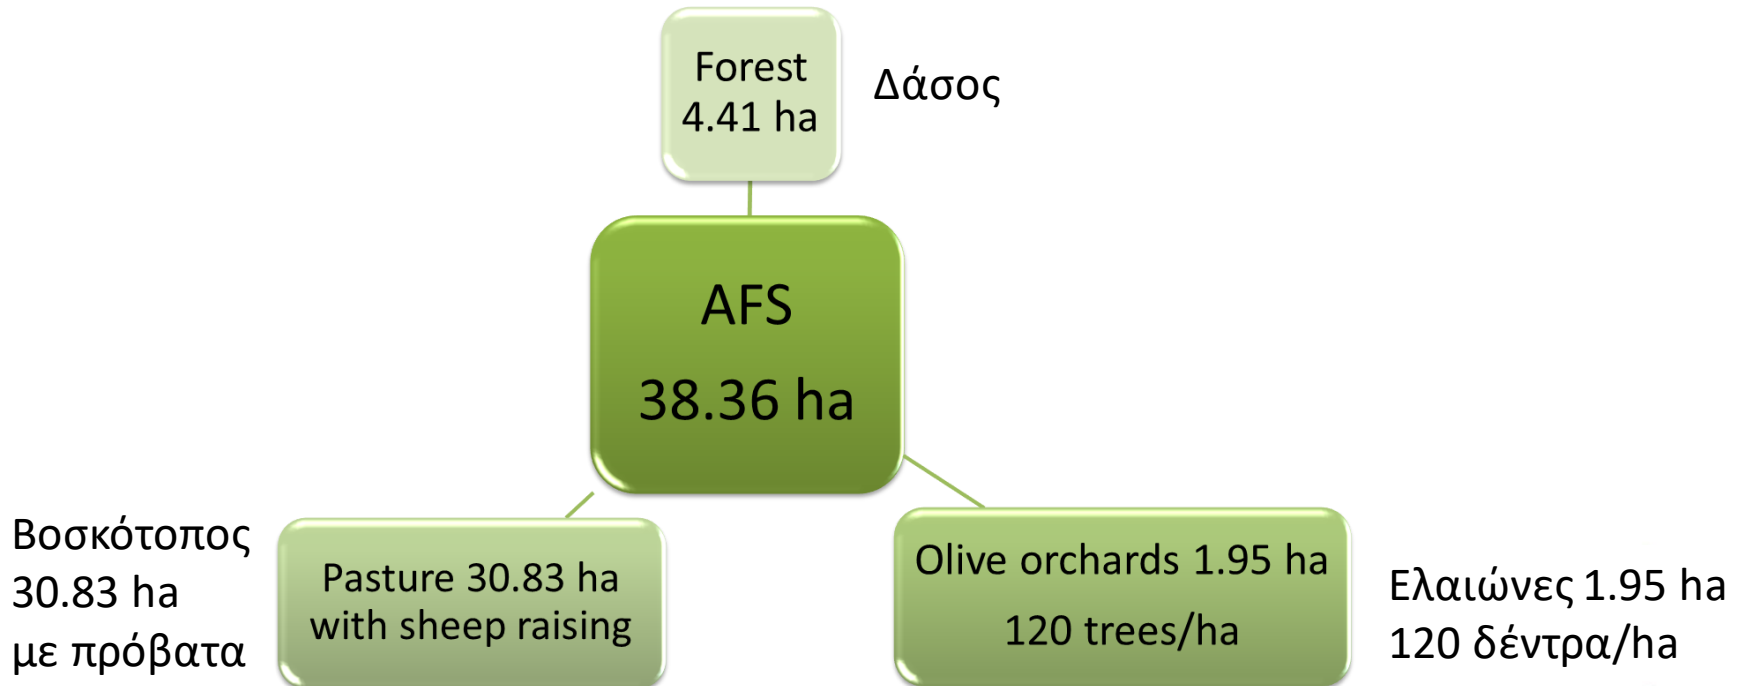 Forest
4.41 ha
Δάσος
AFS
38.36 ha
Βοσκότοπος
30.83 ha
με πρόβατα
Pasture 30.83 ha
with sheep raising
Olive orchards 1.95 ha
120 trees/ha
Ελαιώνες 1.95 ha
120 δέντρα/ha